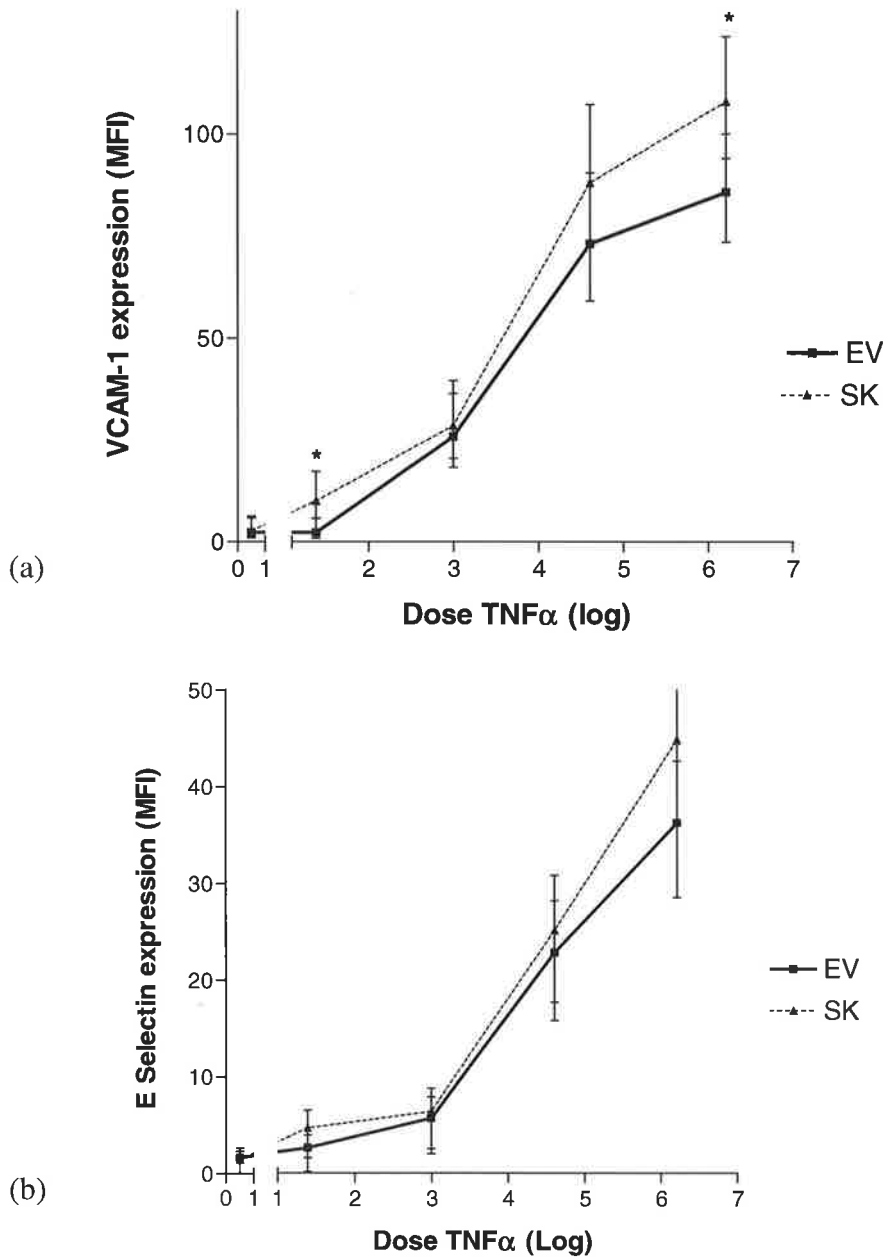 *
VCAM-1 expression (MFI)
100
50
0
*
EV
SK
(a)
0 1 2 3 4 5 6 7
Dose TNFα (log)
E Selectin expression (MFI)
50
40
30
20
10
0
EV
SK
(b)
0 1 1 2 3 4 5 6 7
Dose TNFα (Log)